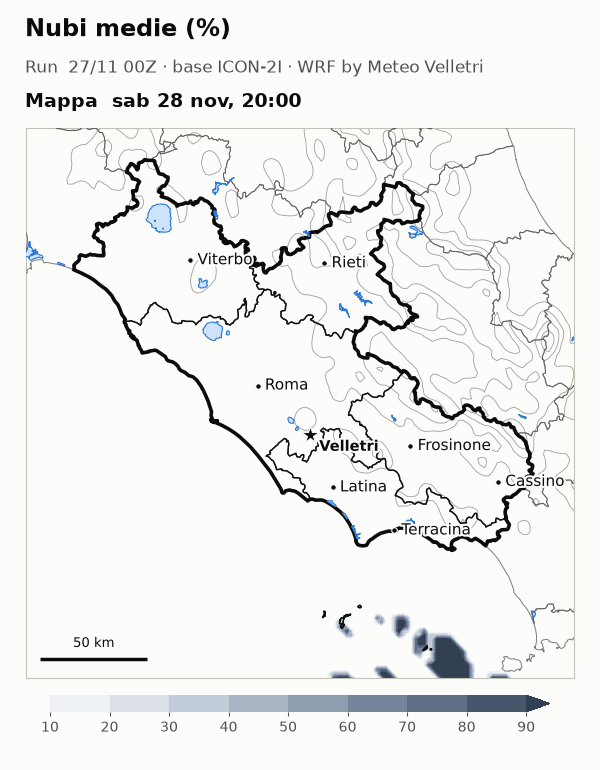 Nubi medie (%)
Run  27/11 00Z · base ICON-2I · WRF by Meteo Velletri
Mappa  sab 28 nov, 20:00
Viterbo
Rieti
Roma
Velletri
Frosinone
Cassino
Latina
Terracina
50 km
10 20 30 40 50 60 70 80 90